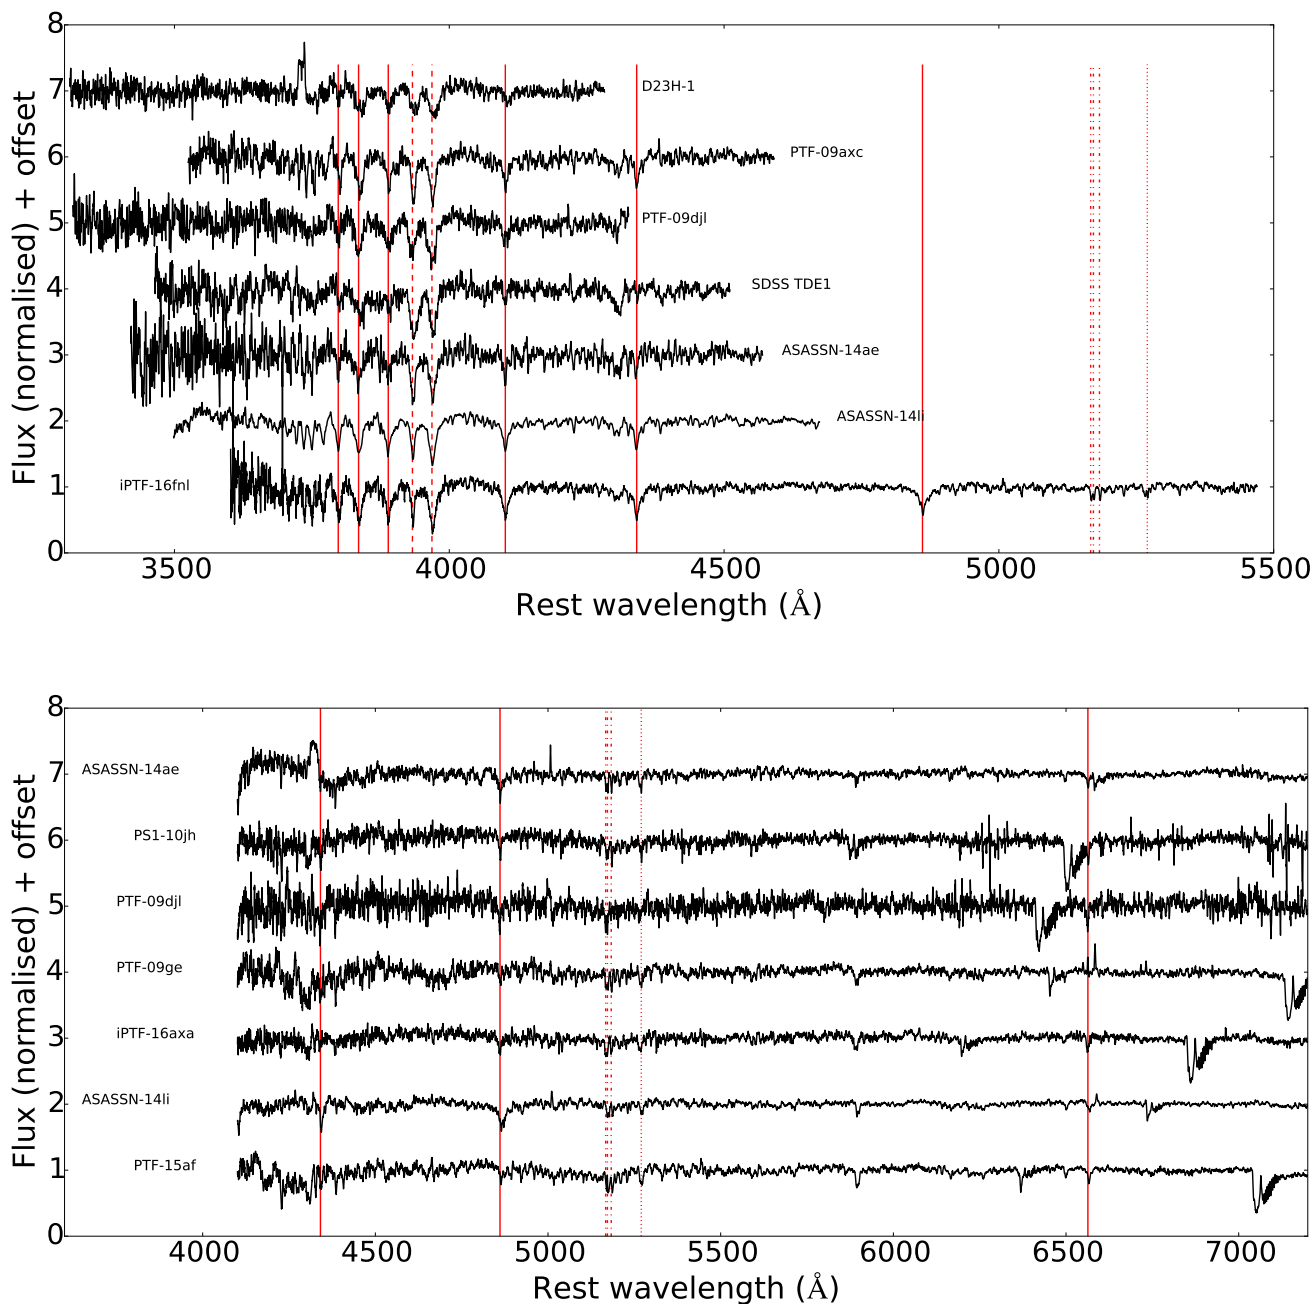 8
7
6
5
4
3
2
1
0
Flux (normalised) + offset
D23H-1
PTF-09axc
PTF-09djl
SDSS TDE1
ASASSN-14ae
ASASSN-14li
iPTF-16fnl
3500 4000 4500 5000 5500
Rest wavelength (Å)
8
7
6
5
4
3
2
1
0
Flux (normalised) + offset
ASASSN-14ae
PS1-10jh
PTF-09djl
PTF-09ge
iPTF-16axa
ASASSN-14li
PTF-15af
4000 4500 5000 5500 6000 6500 7000
Rest wavelength (Å)